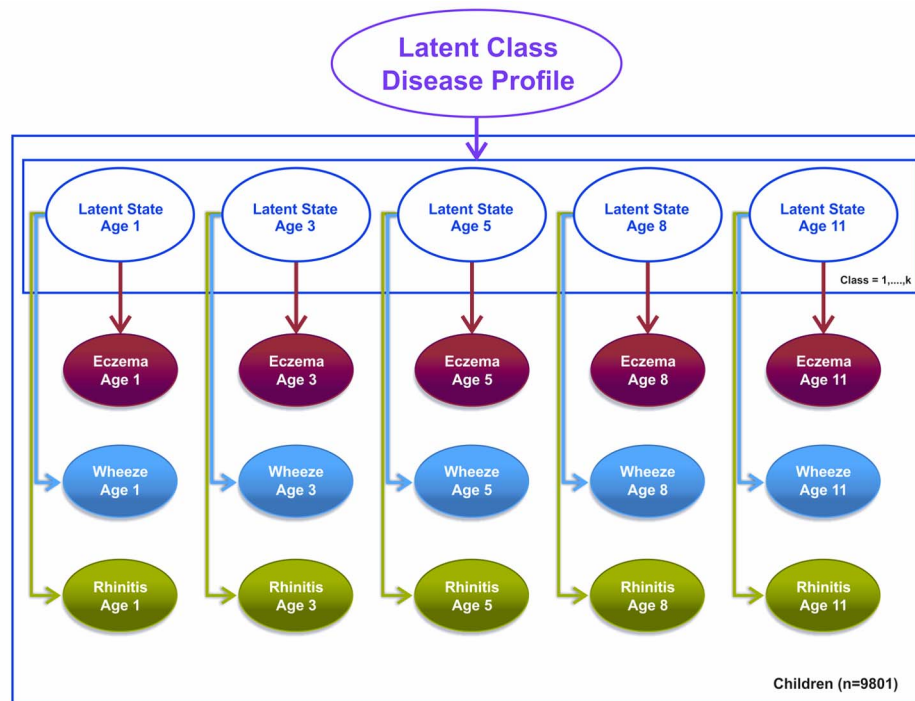 Latent Class
Disease Profile
Latent State
Age 1
Latent State
Age 3
Latent State
Age 5
Latent State
Age 8
Latent State
Age 11
Class = 1,....,k
Eczema
Age 1
Eczema
Age 3
Eczema
Age 5
Eczema
Age 8
Eczema
Age 11
Wheeze
Age 1
Wheeze
Age 3
Wheeze
Age 5
Wheeze
Age 8
Wheeze
Age 11
Rhinitis
Age 1
Rhinitis
Age 3
Rhinitis
Age 5
Rhinitis
Age 8
Rhinitis
Age 11
Children (n=9801)